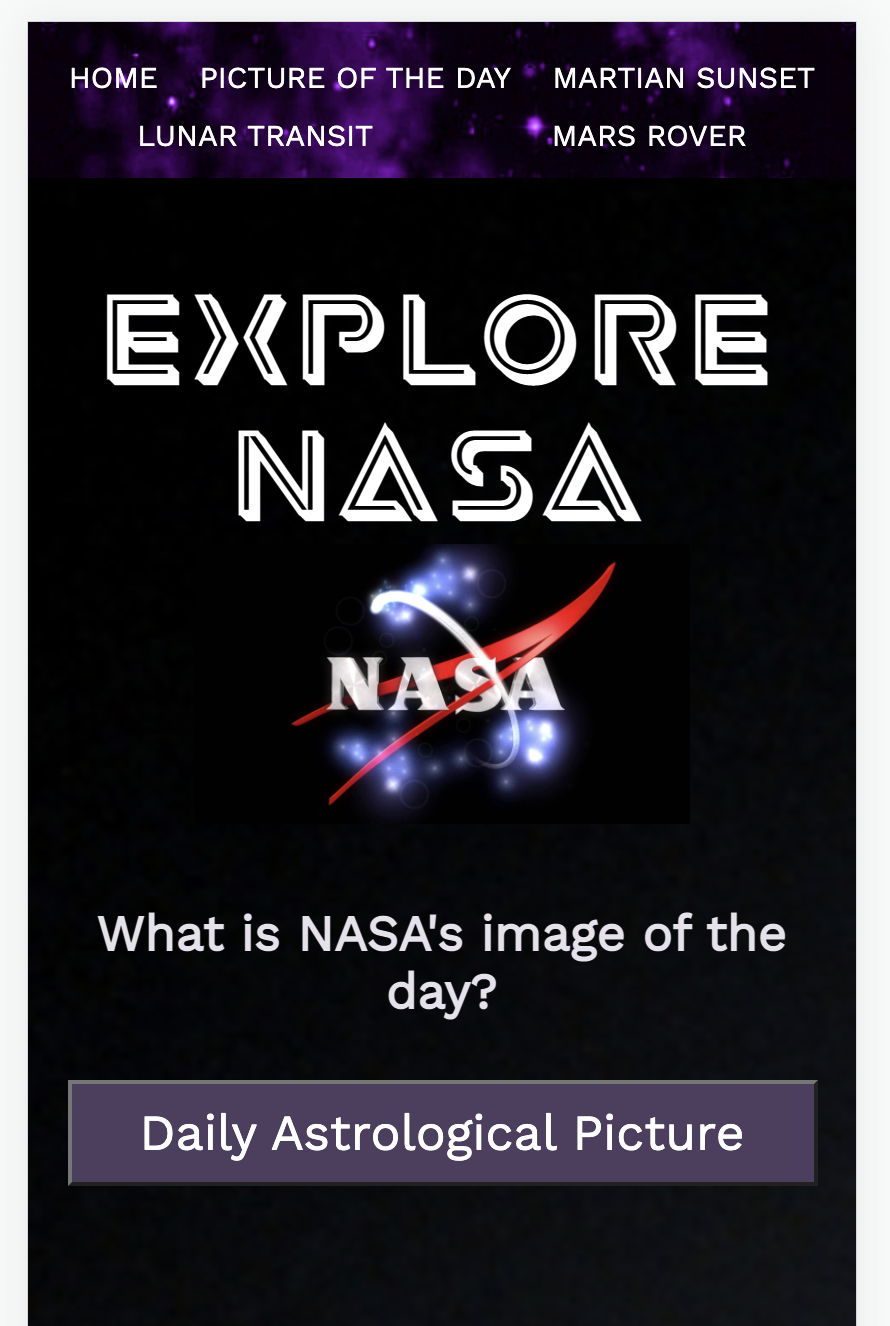 HOME PICTURE OF THE DAY MARTIAN SUNSET
LUNAR TRANSIT MARS ROVER
EXPLORE
NASA
NASA
What is NASA's image of the
day?
Daily Astrological Picture